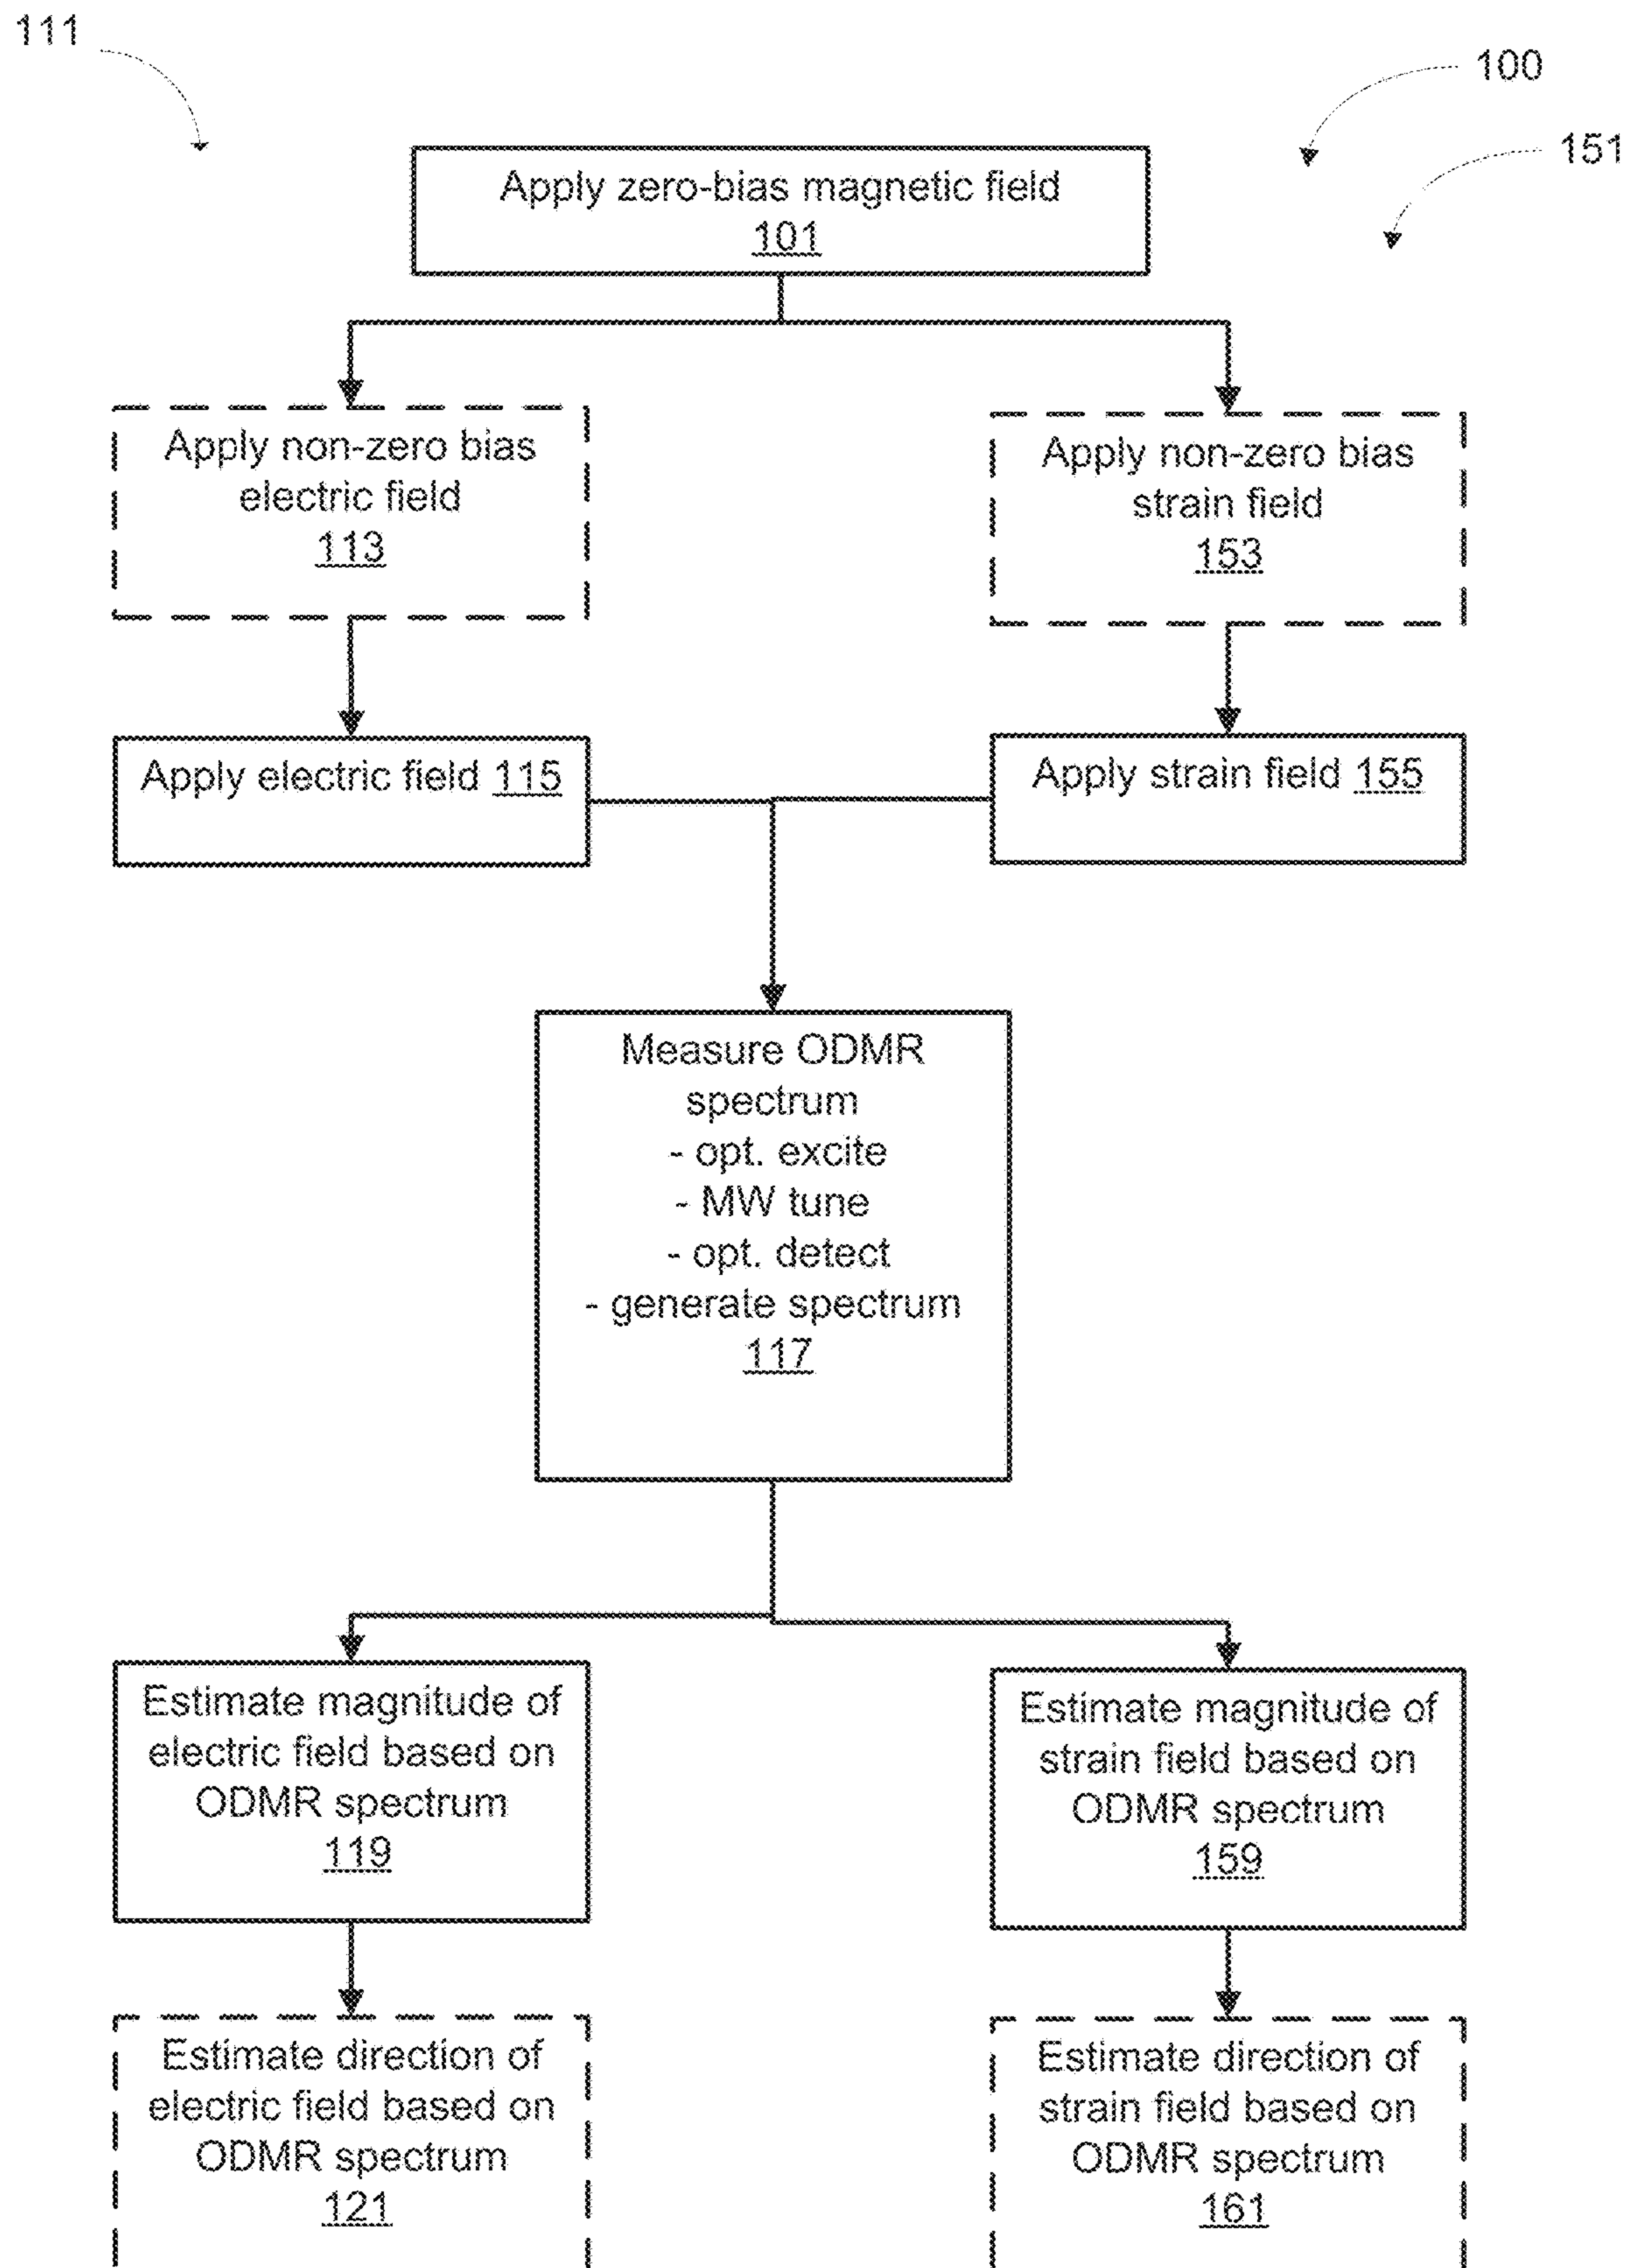 111
100
151
Apply zero-bias magnetic field
101
Apply non-zero bias
electric field
113
Apply non-zero bias
strain field
153
Apply electric field 115
Apply strain field 155
Measure ODMR
spectrum
- opt. excite
- MW tune
- opt. detect
- generate spectrum
117
Estimate magnitude of
electric field based on
ODMR spectrum
119
Estimate magnitude of
strain field based on
ODMR spectrum
159
Estimate direction of
electric field based on
ODMR spectrum
121
Estimate direction of
strain field based on
ODMR spectrum
161